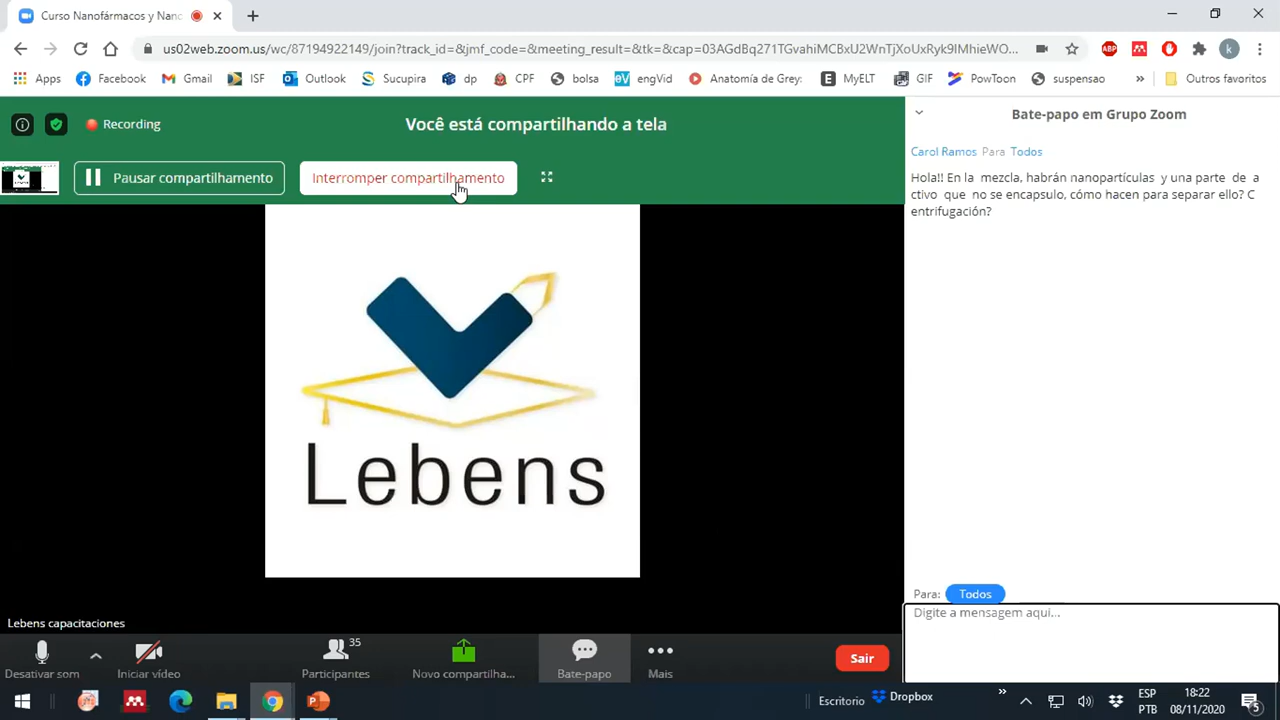 Curso Nanofármacos y Nanc
us02web.zoom.us/wc/87194922149/join?track_id=&jmf_code=&meeting_result=&tk=&cap=03AGdBq271TGvahiMCBxU2WnTjXoUxRyk9IMhieWO...
ABP
k
Apps
Facebook
Gmail
ISF
Outlook
Sucupira
dp
CPF
bolsa
eV engVid
Anatomía de Grey:
E MyELT
GIF
PowToon
suspensao
»
Outros favoritos
Recording
Você está compartilhando a tela
Pausar compartilhamento
Interromper compartilhamento
Bate-papo em Grupo Zoom
Carol Ramos Para Todos
Hola!! En la mezcla, habrán nanopartículas y una parte de a
ctivo que no se encapsulo, cómo hacen para separar ello? C
entrifugación?
Lebens
Lebens capacitaciones
Para: Todos
Digite a mensagem aqui...
Desativar som
Iniciar vídeo
35
Participantes
Novo compartilha...
Bate-papo
Mais
Sair
Escritorio
Dropbox
»
ESP
PTB
18:22
08/11/2020
5